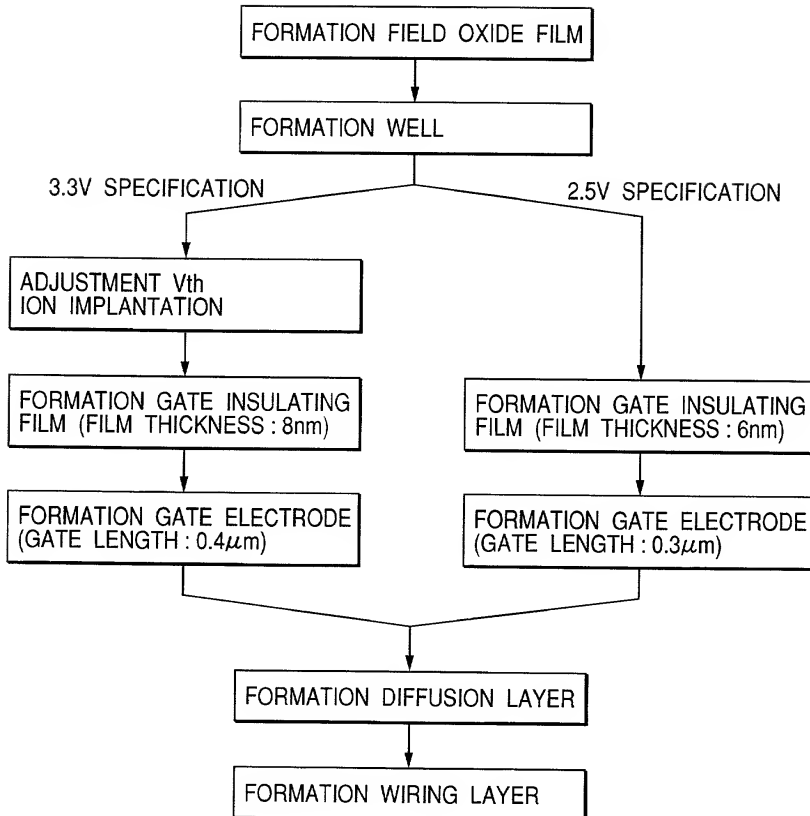 FORMATION FIELD OXIDE FILM
FORMATION WELL
3.3V SPECIFICATION
2.5V SPECIFICATION
ADJUSTMENT Vth
ION IMPLANTATION
FORMATION GATE INSULATING
FILM (FILM THICKNESS : 8nm)
FORMATION GATE INSULATING
FILM (FILM THICKNESS : 6nm)
FORMATION GATE ELECTRODE
(GATE LENGTH : 0.4μm)
FORMATION GATE ELECTRODE
(GATE LENGTH : 0.3μm)
FORMATION DIFFUSION LAYER
FORMATION WIRING LAYER